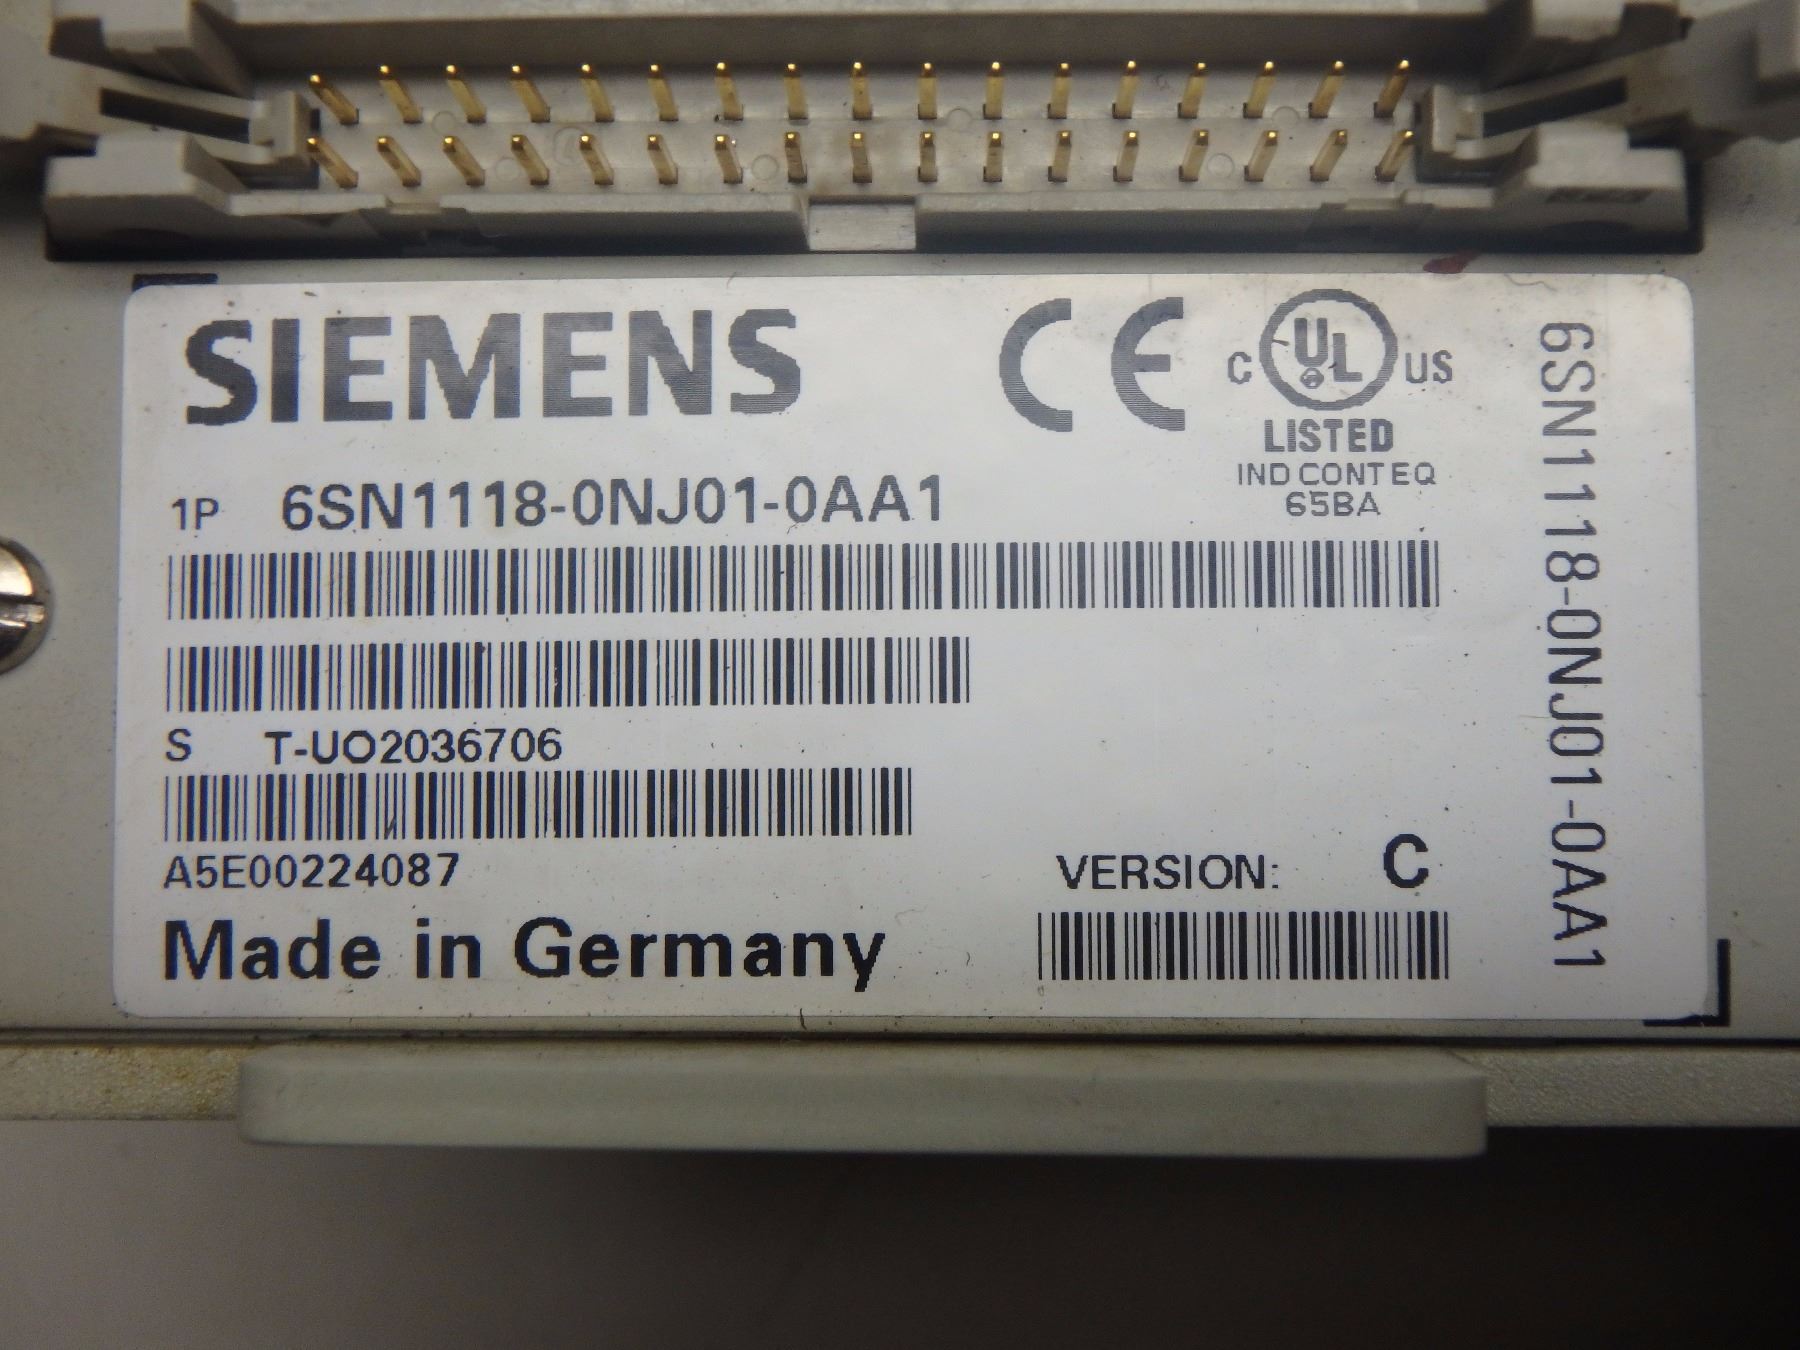 SIEMENS
CE
C UL US
LISTED
IND CONT EQ
65BA
1P 6SN1118-0NJ01-0AA1
S T-UO2036706
A5E00224087
VERSION: C
Made in Germany
6SN1118-0NJ01-0AA1